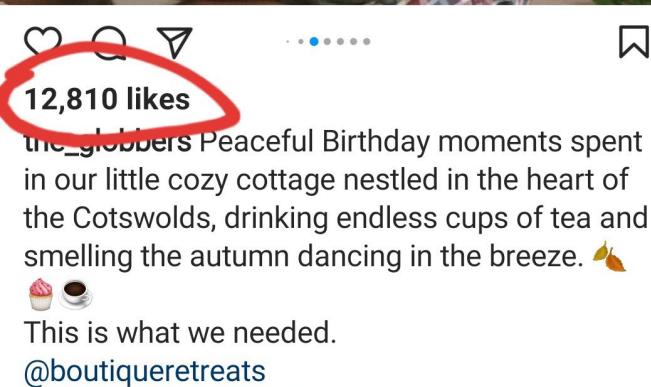 12,810 likes
the_globbers Peaceful Birthday moments spent
in our little cozy cottage nestled in the heart of
the Cotswolds, drinking endless cups of tea and
smelling the autumn dancing in the breeze. 🍂
🧁☕
This is what we needed.
@boutiqueretreats